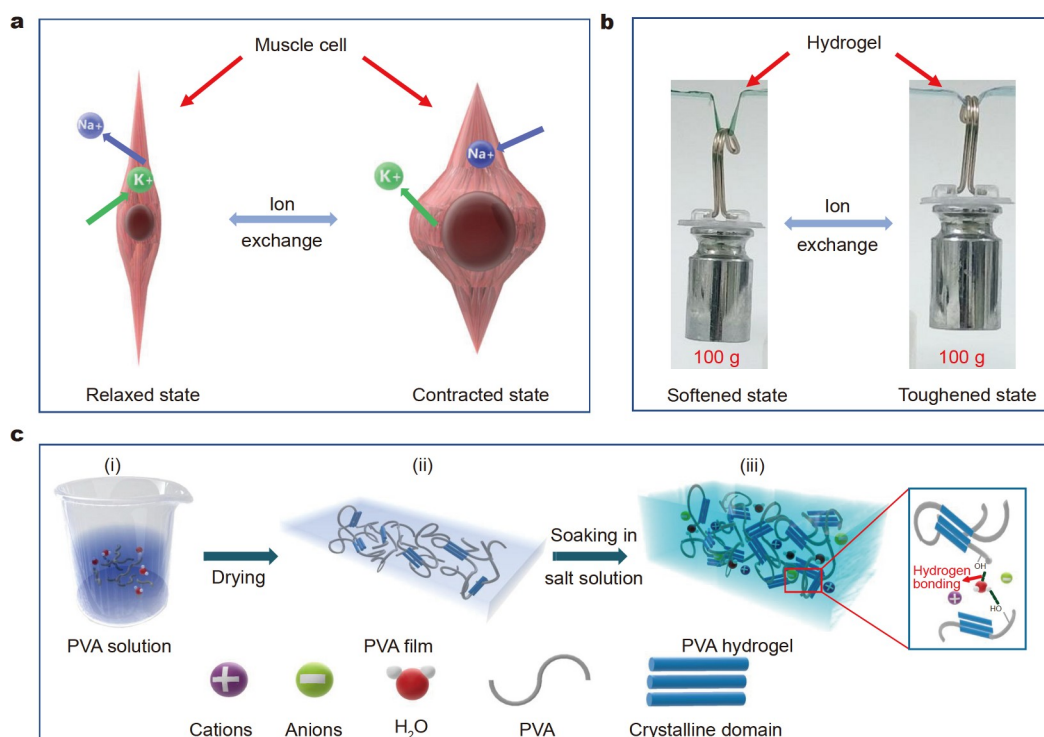 a
Muscle cell
Na+
K+
Ion
exchange
Na+
K+
Relaxed state
Contracted state
b
Hydrogel
Ion
exchange
100 g
100 g
Softened state
Toughened state
c
(i)
(ii)
(iii)
Drying
Soaking in
salt solution
OH
Hydrogen
bonding
HO
PVA solution
PVA film
PVA hydrogel
Cations
Anions
H₂O
PVA
Crystalline domain